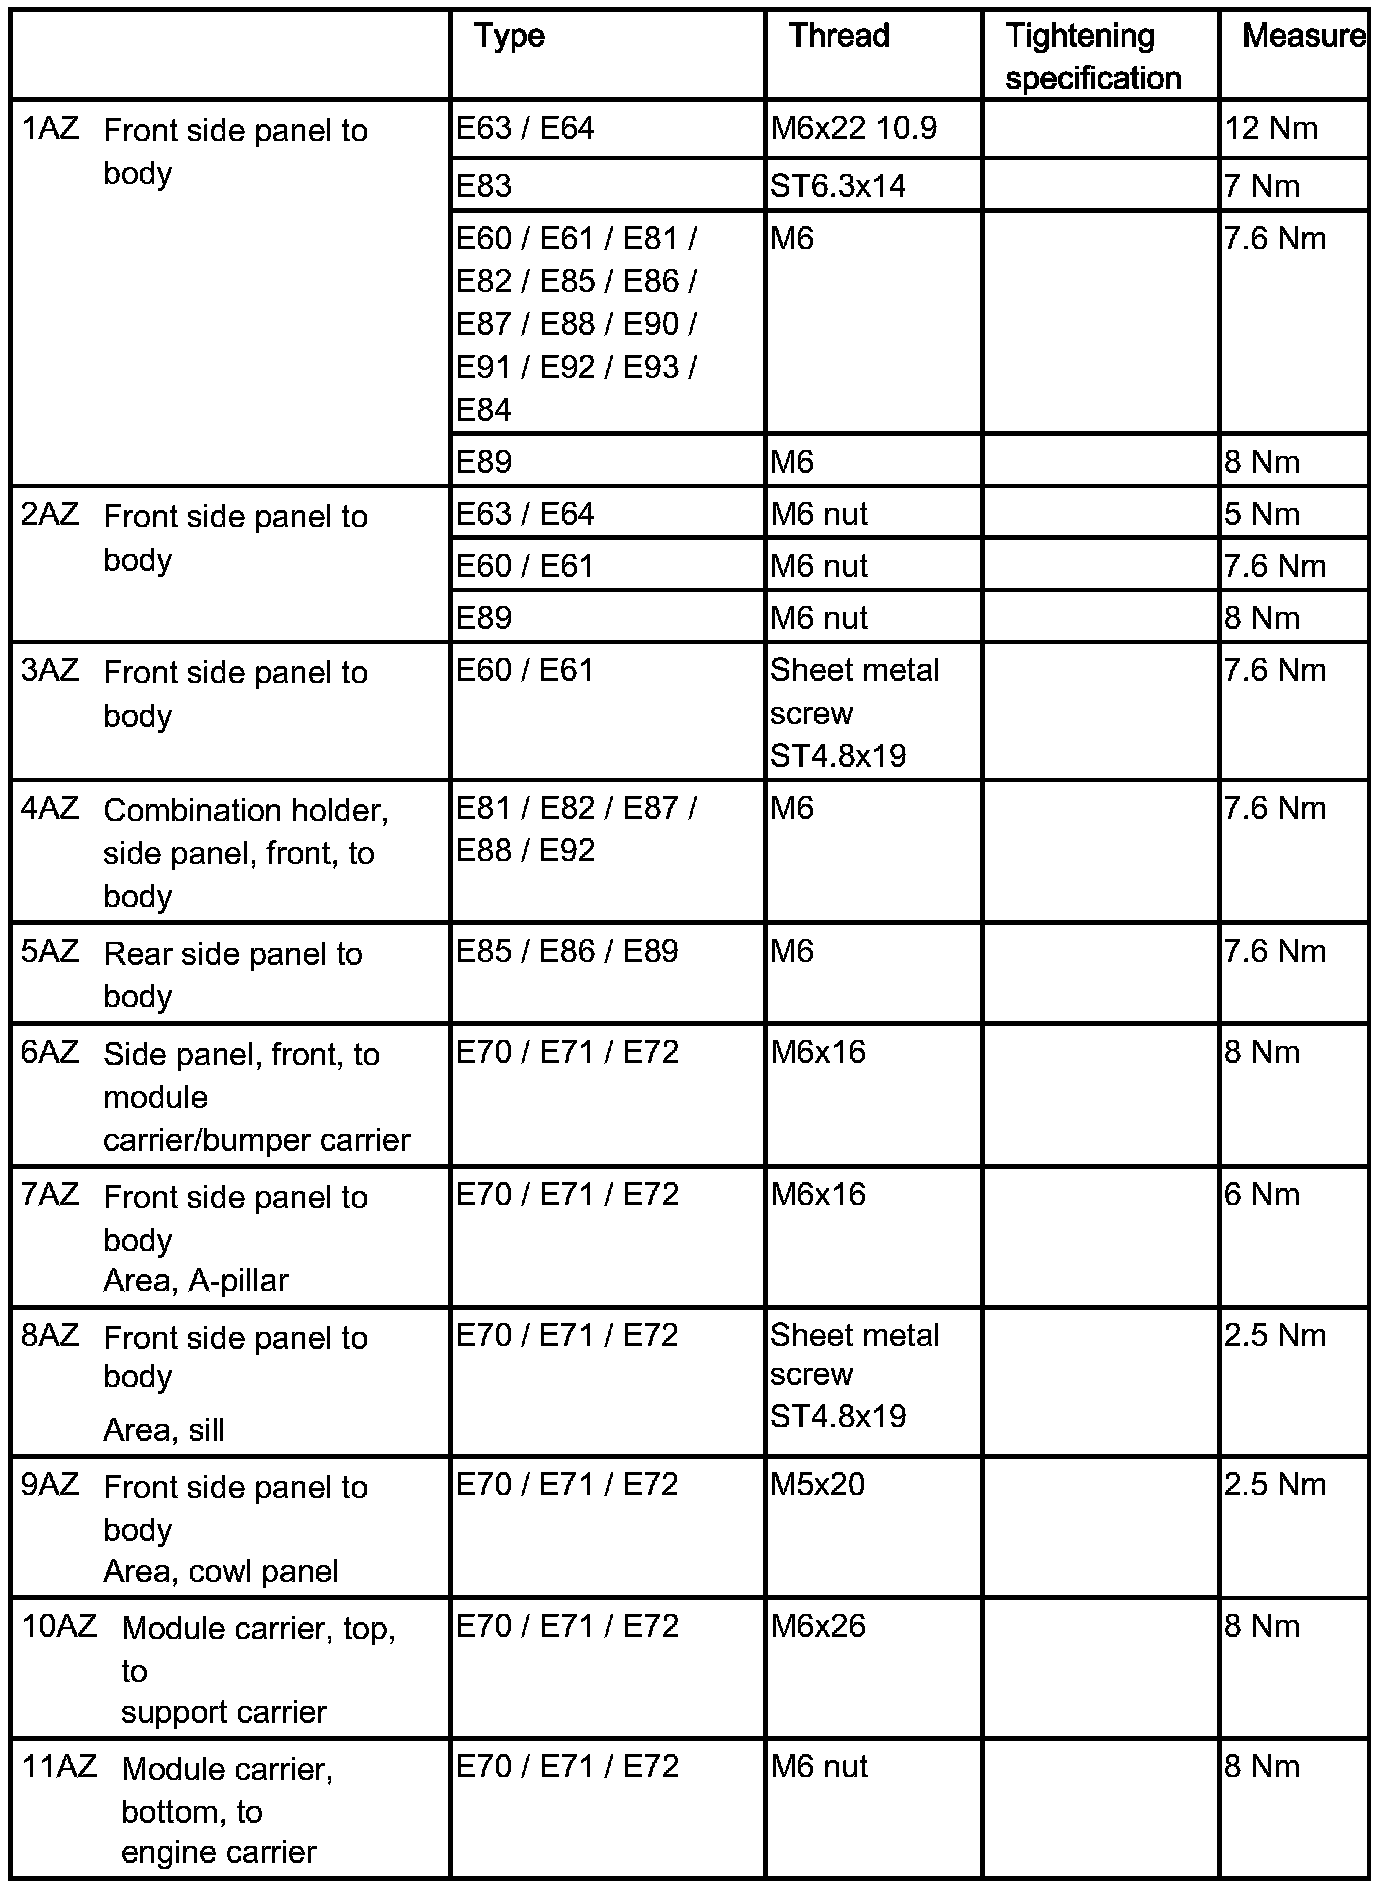 Type Thread Tightening Measure
specification
1AZ Front side panel to E63 / E64 M6x22 10.9 12 Nm
body
E83 ST6.3x14 7 Nm
E60 / E61 / E81 / M6 7.6 Nm
E82 / E85 / E86 /
E87 / E88 / E90 /
E91 / E92 / E93 /
E84
E89 M6 8 Nm
2AZ Front side panel to E63 / E64 M6 nut 5 Nm
body
E60 / E61 M6 nut 7.6 Nm
E89 M6 nut 8 Nm
3AZ Front side panel to E60 / E61 Sheet metal 7.6 Nm
body screw
ST4.8x19
4AZ Combination holder, E81 / E82 / E87 / M6 7.6 Nm
side panel, front, to E88 / E92
body
5AZ Rear side panel to E85 / E86 / E89 M6 7.6 Nm
body
6AZ Side panel, front, to E70 / E71 / E72 M6x16 8 Nm
module
carrier/bumper carrier
7AZ Front side panel to E70 / E71 / E72 M6x16 6 Nm
body
Area, A-pillar
8AZ Front side panel to E70 / E71 / E72 Sheet metal 2.5 Nm
body screw
Area, sill ST4.8x19
9AZ Front side panel to E70 / E71 / E72 M5x20 2.5 Nm
body
Area, cowl panel
10AZ Module carrier, top, E70 / E71 / E72 M6x26 8 Nm
to
support carrier
11AZ Module carrier, E70 / E71 / E72 M6 nut 8 Nm
bottom, to
engine carrier